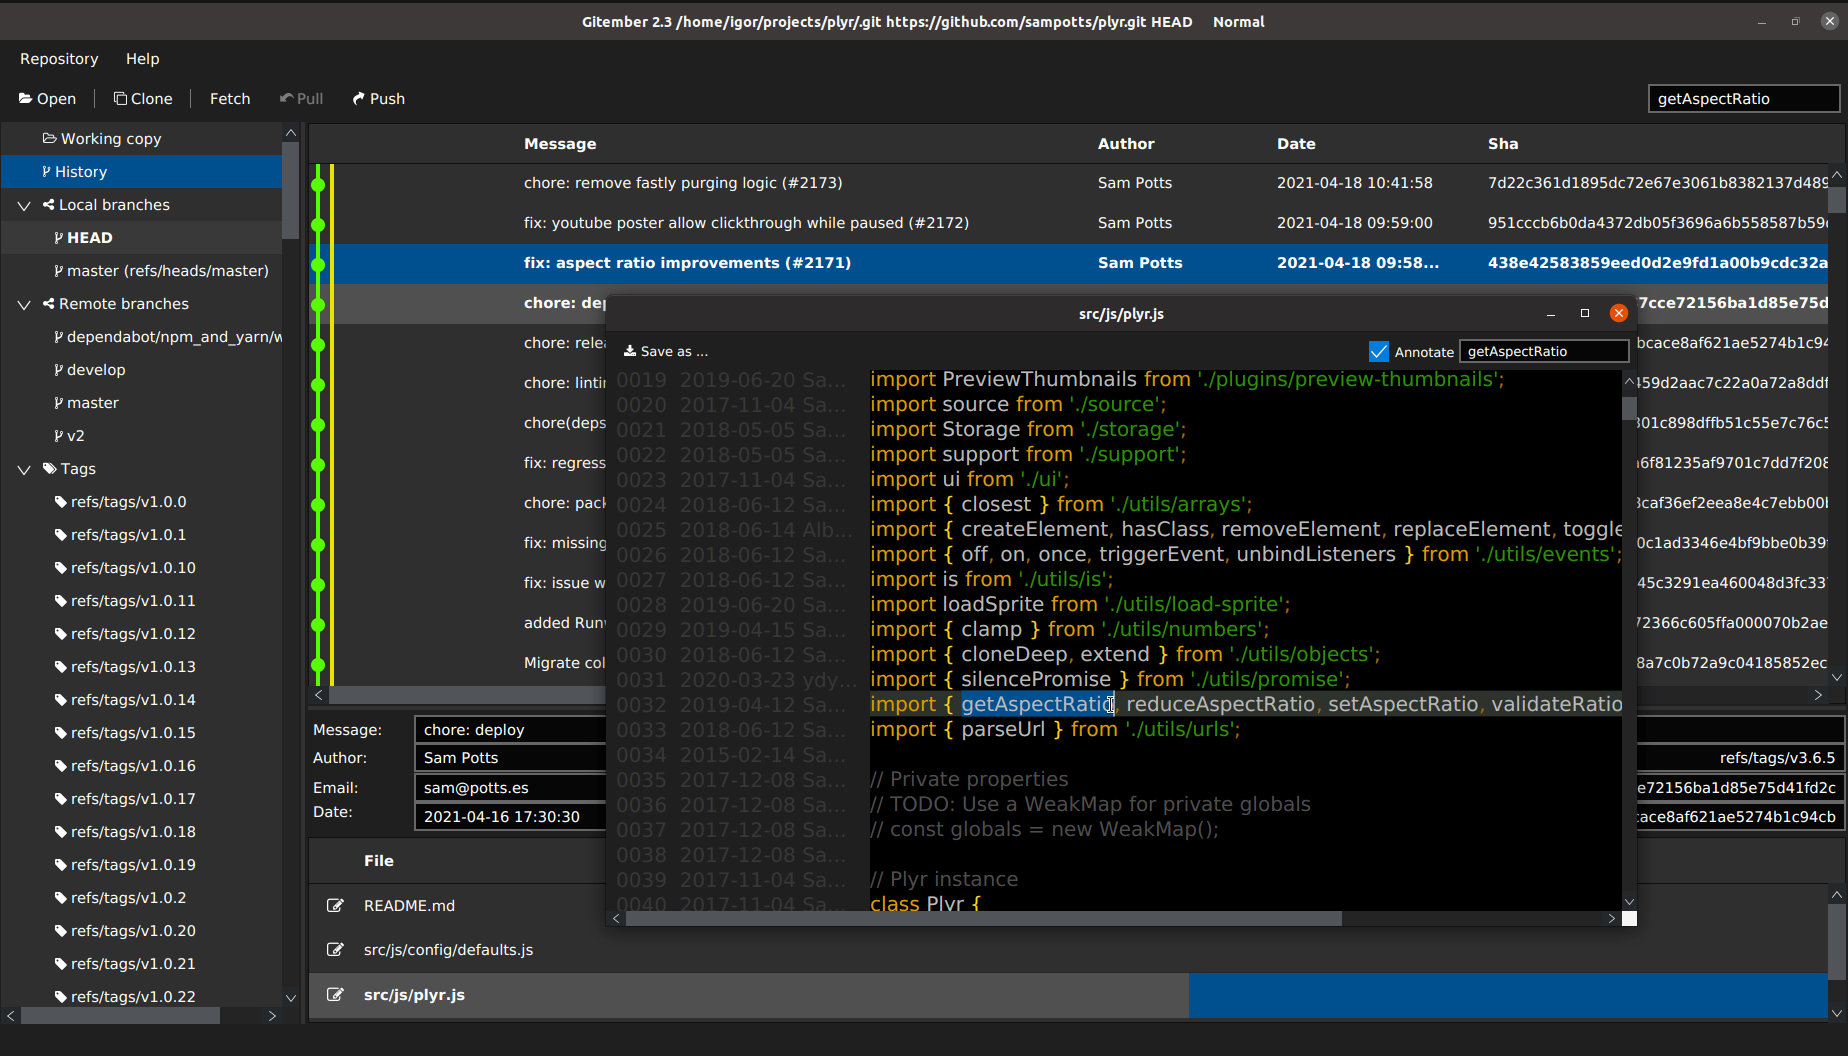 Gitember 2.3 /home/igor/projects/plyr/.git https://github.com/sampotts/plyr.git HEAD Normal
Repository Help
Open Clone Fetch Pull Push getAspectRatio
Working copy
History
Local branches
HEAD
master (refs/heads/master)
Remote branches
dependabot/npm_and_yarn/w
develop
master
v2
Tags
refs/tags/v1.0.0
refs/tags/v1.0.1
refs/tags/v1.0.10
refs/tags/v1.0.11
refs/tags/v1.0.12
refs/tags/v1.0.13
refs/tags/v1.0.14
refs/tags/v1.0.15
refs/tags/v1.0.16
refs/tags/v1.0.17
refs/tags/v1.0.18
refs/tags/v1.0.19
refs/tags/v1.0.2
refs/tags/v1.0.20
refs/tags/v1.0.21
refs/tags/v1.0.22
Message Author Date Sha
chore: remove fastly purging logic (#2173) Sam Potts 2021-04-18 10:41:58 7d22c361d1895dc72e67e3061b8382137d489
fix: youtube poster allow clickthrough while paused (#2172) Sam Potts 2021-04-18 09:59:00 951cccb6b0da4372db05f3696a6b558587b59
fix: aspect ratio improvements (#2171) Sam Potts 2021-04-18 09:58... 438e42583859eed0d2e9fd1a00b9cdc32a
chore: dep 7cce72156ba1d85e75d
chore: relea bcace8af621ae5274b1c94
chore: lintin 459d2aac7c22a0a72a8ddf
chore(deps 301c898dffb51c55e7c76c5
fix: regress 6f81235af9701c7dd7f208
chore: pack 3caf36ef2eea8e4c7ebb00
fix: missing 0c1ad3346e4bf9bbe0b39
fix: issue w 45c3291ea460048d3fc33
added Run 72366c605ffa000070b2ae
Migrate col 8a7c0b72a9c04185852ec
Message: chore: deploy
Author: Sam Potts refs/tags/v3.6.5
Email: sam@potts.es e72156ba1d85e75d41fd2c
Date: 2021-04-16 17:30:30 cace8af621ae5274b1c94cb
File
README.md
src/js/config/defaults.js
src/js/plyr.js
src/js/plyr.js
Save as ... Annotate getAspectRatio
0019 2019-06-20 Sa... import PreviewThumbnails from './plugins/preview-thumbnails';
0020 2017-11-04 Sa... import source from './source';
0021 2018-05-05 Sa... import Storage from './storage';
0022 2018-05-05 Sa... import support from './support';
0023 2017-11-04 Sa... import ui from './ui';
0024 2018-06-12 Sa... import { closest } from './utils/arrays';
0025 2018-06-14 Alb... import { createElement, hasClass, removeElement, replaceElement, toggle
0026 2018-06-12 Sa... import { off, on, once, triggerEvent, unbindListeners } from './utils/events';
0027 2018-06-12 Sa... import is from './utils/is';
0028 2019-06-20 Sa... import loadSprite from './utils/load-sprite';
0029 2019-04-15 Sa... import { clamp } from './utils/numbers';
0030 2018-06-12 Sa... import { cloneDeep, extend } from './utils/objects';
0031 2020-03-23 ydy... import { silencePromise } from './utils/promise';
0032 2019-04-12 Sa... import { getAspectRatio, reduceAspectRatio, setAspectRatio, validateRatio
0033 2018-06-12 Sa... import { parseUrl } from './utils/urls';
0034 2015-02-14 Sa...
0035 2017-12-08 Sa... // Private properties
0036 2017-12-08 Sa... // TODO: Use a WeakMap for private globals
0037 2017-12-08 Sa... // const globals = new WeakMap();
0038 2017-12-08 Sa...
0039 2017-11-04 Sa... // Plyr instance
0040 2017-11-04 Sa... class Plyr {